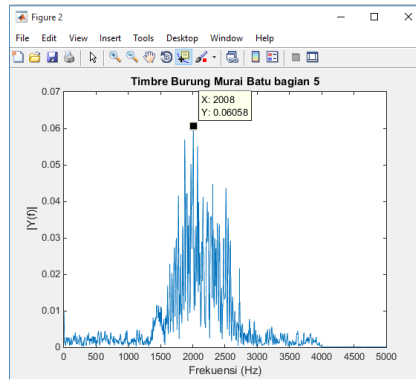 Figure 2
File Edit View Insert Tools Desktop Window Help
Timbre Burung Murai Batu bagian 5
X: 2008
Y: 0.06058
0.07
0.06
0.05
0.04
0.03
0.02
0.01
0
|Y(f)|
0 500 1000 1500 2000 2500 3000 3500 4000 4500 5000
Frekuensi (Hz)